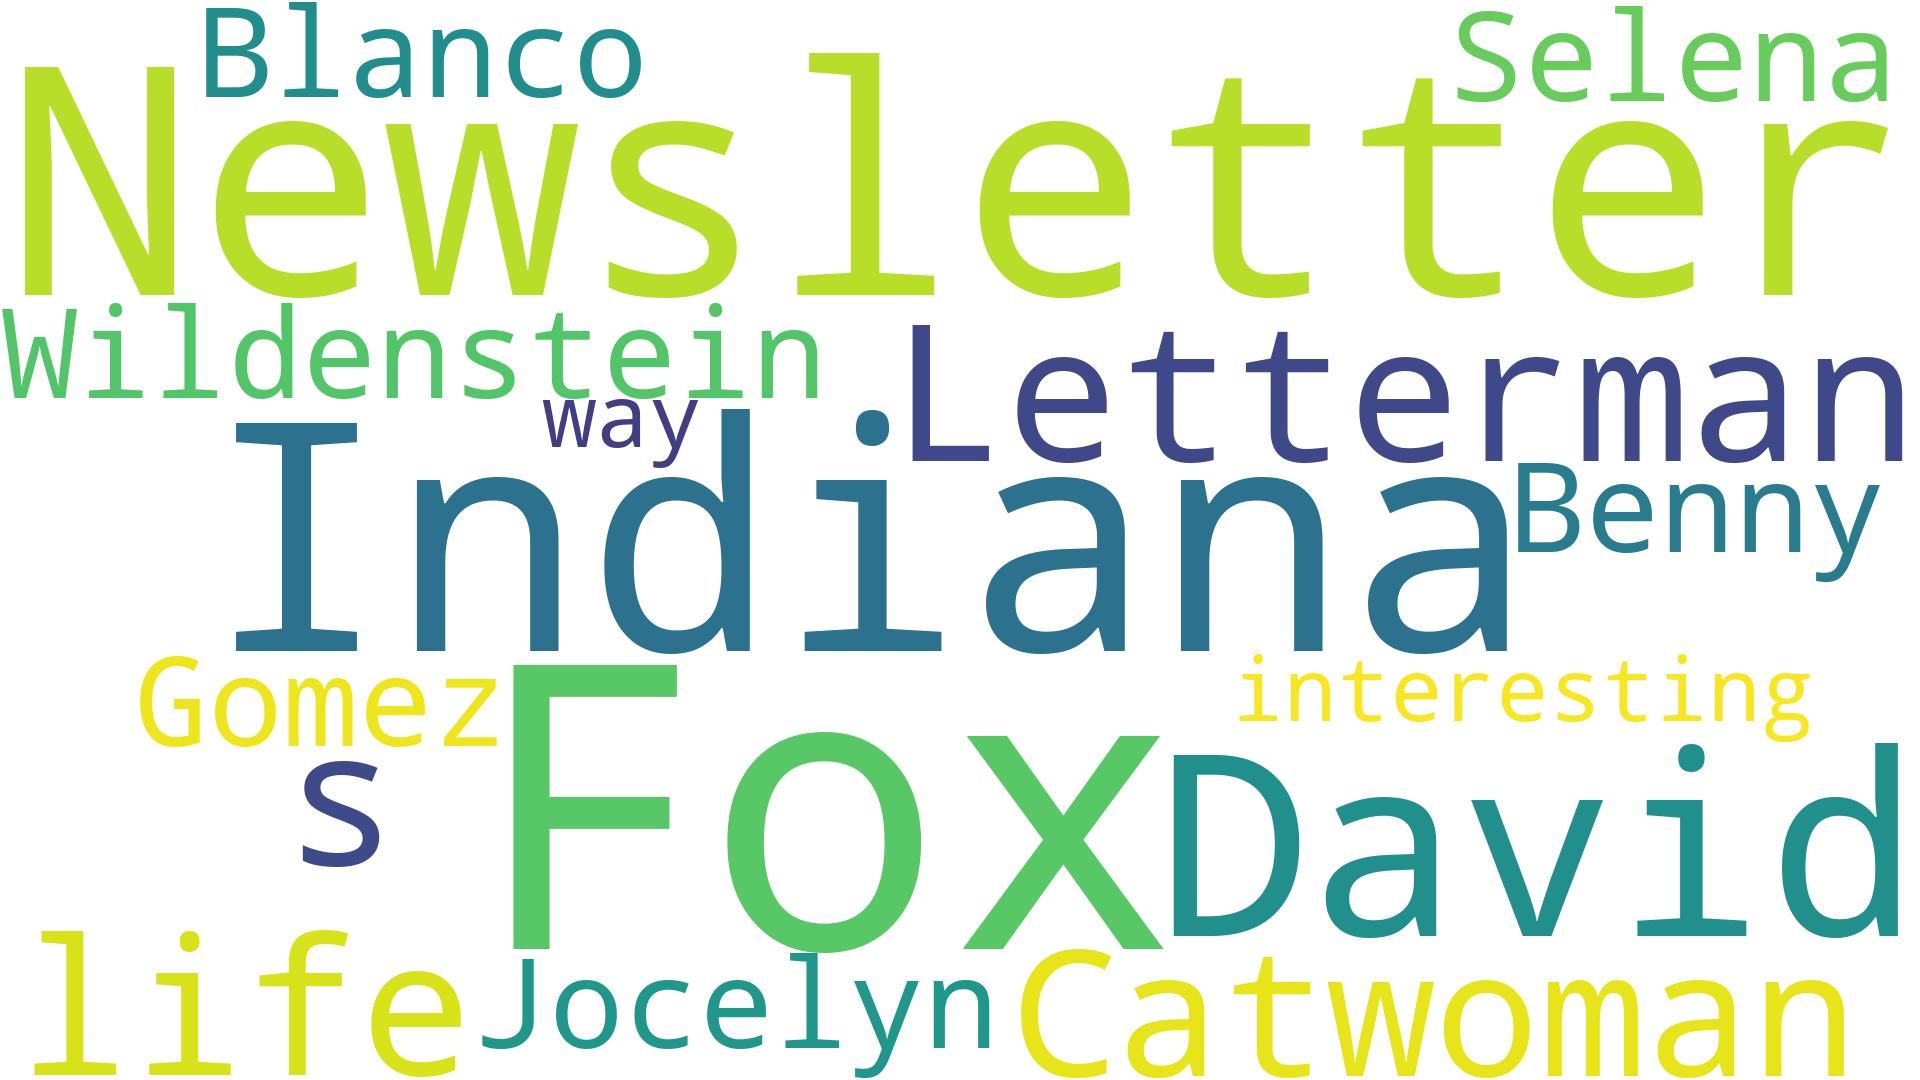 Blanco Selena
Newsletter
Wildenstein Letterman
way
Indiana Benny
Gomez interesting
s Fox David
life Jocelyn Catwoman